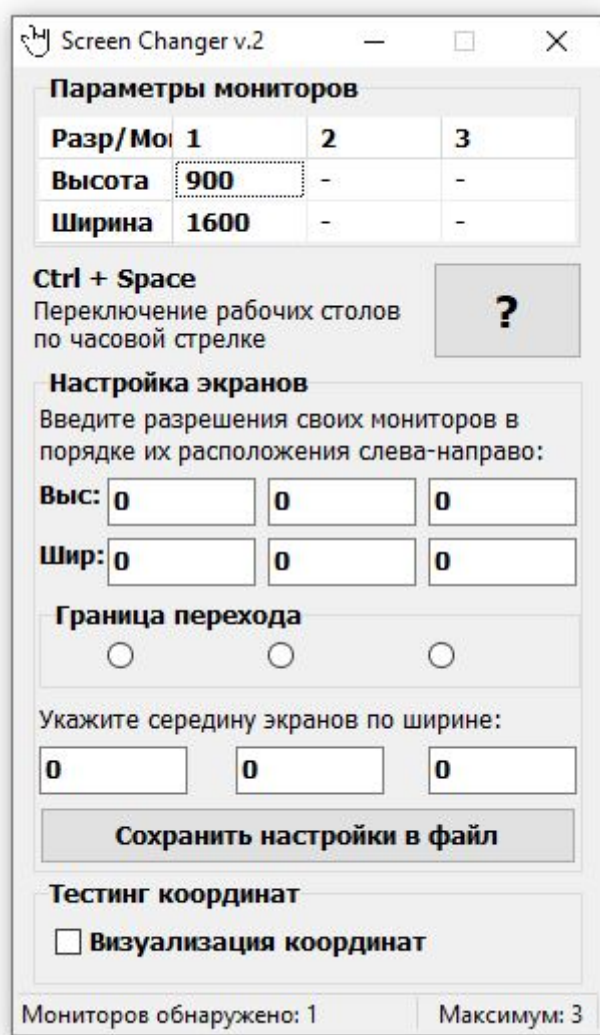 Screen Changer v.2
Параметры мониторов
Разр/Мо 1 2 3
Высота 900 - -
Ширина 1600 - -
Ctrl + Space
Переключение рабочих столов
по часовой стрелке
?
Настройка экранов
Введите разрешения своих мониторов в
порядке их расположения слева-направо:
Выс: 0 0 0
Шир: 0 0 0
Граница перехода
Укажите середину экранов по ширине:
0 0 0
Сохранить настройки в файл
Тестинг координат
Визуализация координат
Мониторов обнаружено: 1 Максимум: 3